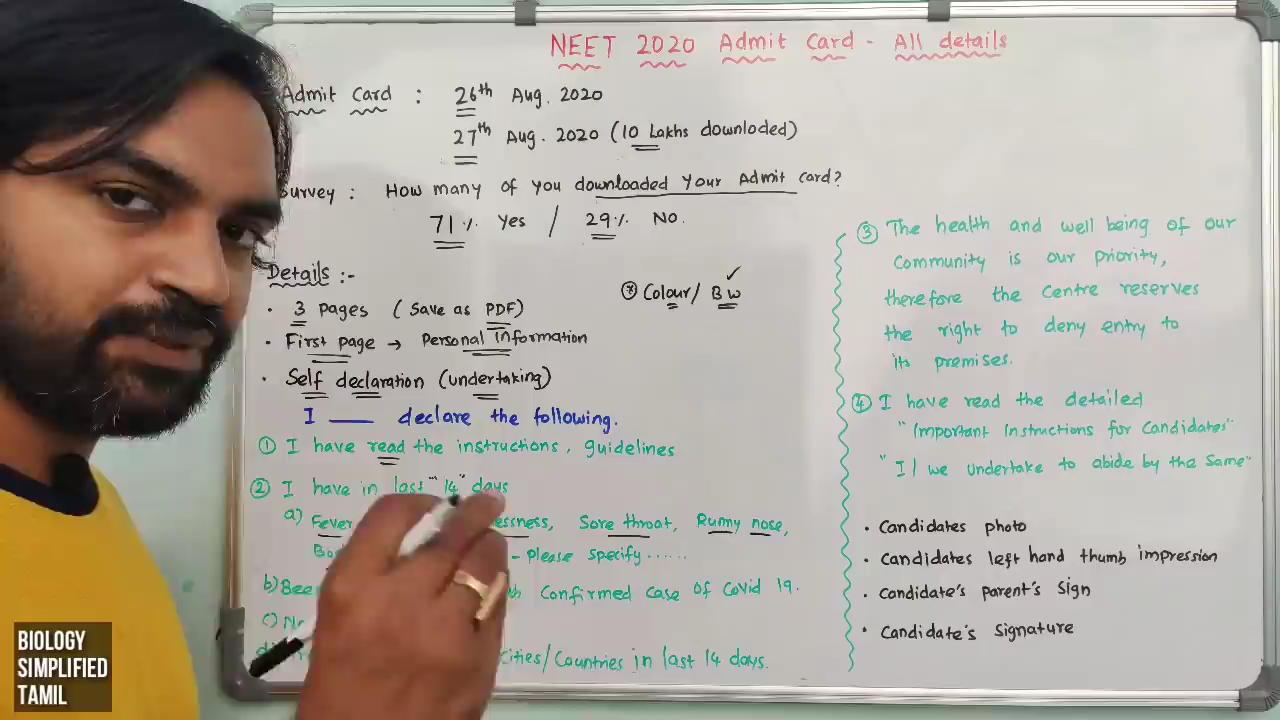 NEET 2020 Admit Card - All details
Admit Card : 26th Aug. 2020
27th Aug. 2020 (10 Lakhs downloded)
Survey : How many of you downloaded your Admit card?
71% Yes / 29% No.
Details :-
• 3 pages (Save as PDF)
* Colour/ BW ✓
• First page → Personal information
• Self declaration (undertaking)
I ___ declare the following.
① I have read the instructions, guidelines
② I have in last "14" days
a) Fever
Sore throat, Runny nose,
- Please specify ......
b) Been
Confirmed case of Covid 19.
c)
d)
Cities/Countries in last 14 days.
③ The health and well being of our
Community is our priority,
therefore the centre reserves
the right to deny entry to
its premises.
④ I have read the detailed
"Important Instructions for Candidates"
"I/ we undertake to abide by the same"
• Candidates photo
• Candidates left hand thumb impression
• Candidate's parent's sign
• Candidate's signature
BIOLOGY
SIMPLIFIED
TAMIL